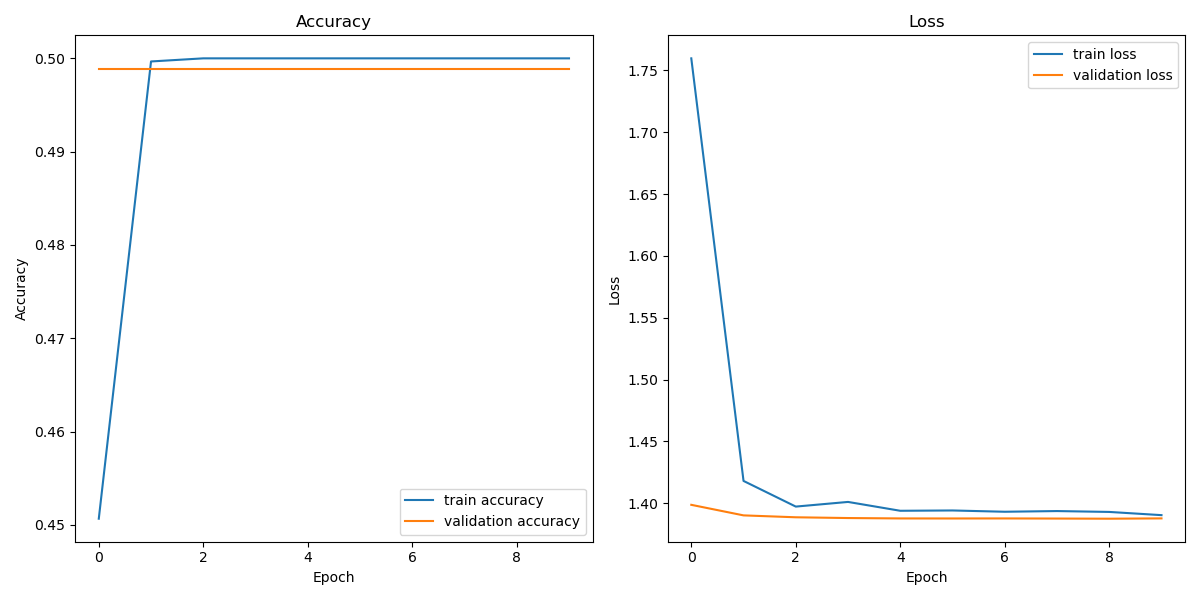 Accuracy
0.50
0.49
0.48
0.47
0.46
0.45
Accuracy
0
2
4
6
8
Epoch
train accuracy
validation accuracy
Loss
1.75
1.70
1.65
1.60
1.55
1.50
1.45
1.40
Loss
0
2
4
6
8
Epoch
train loss
validation loss